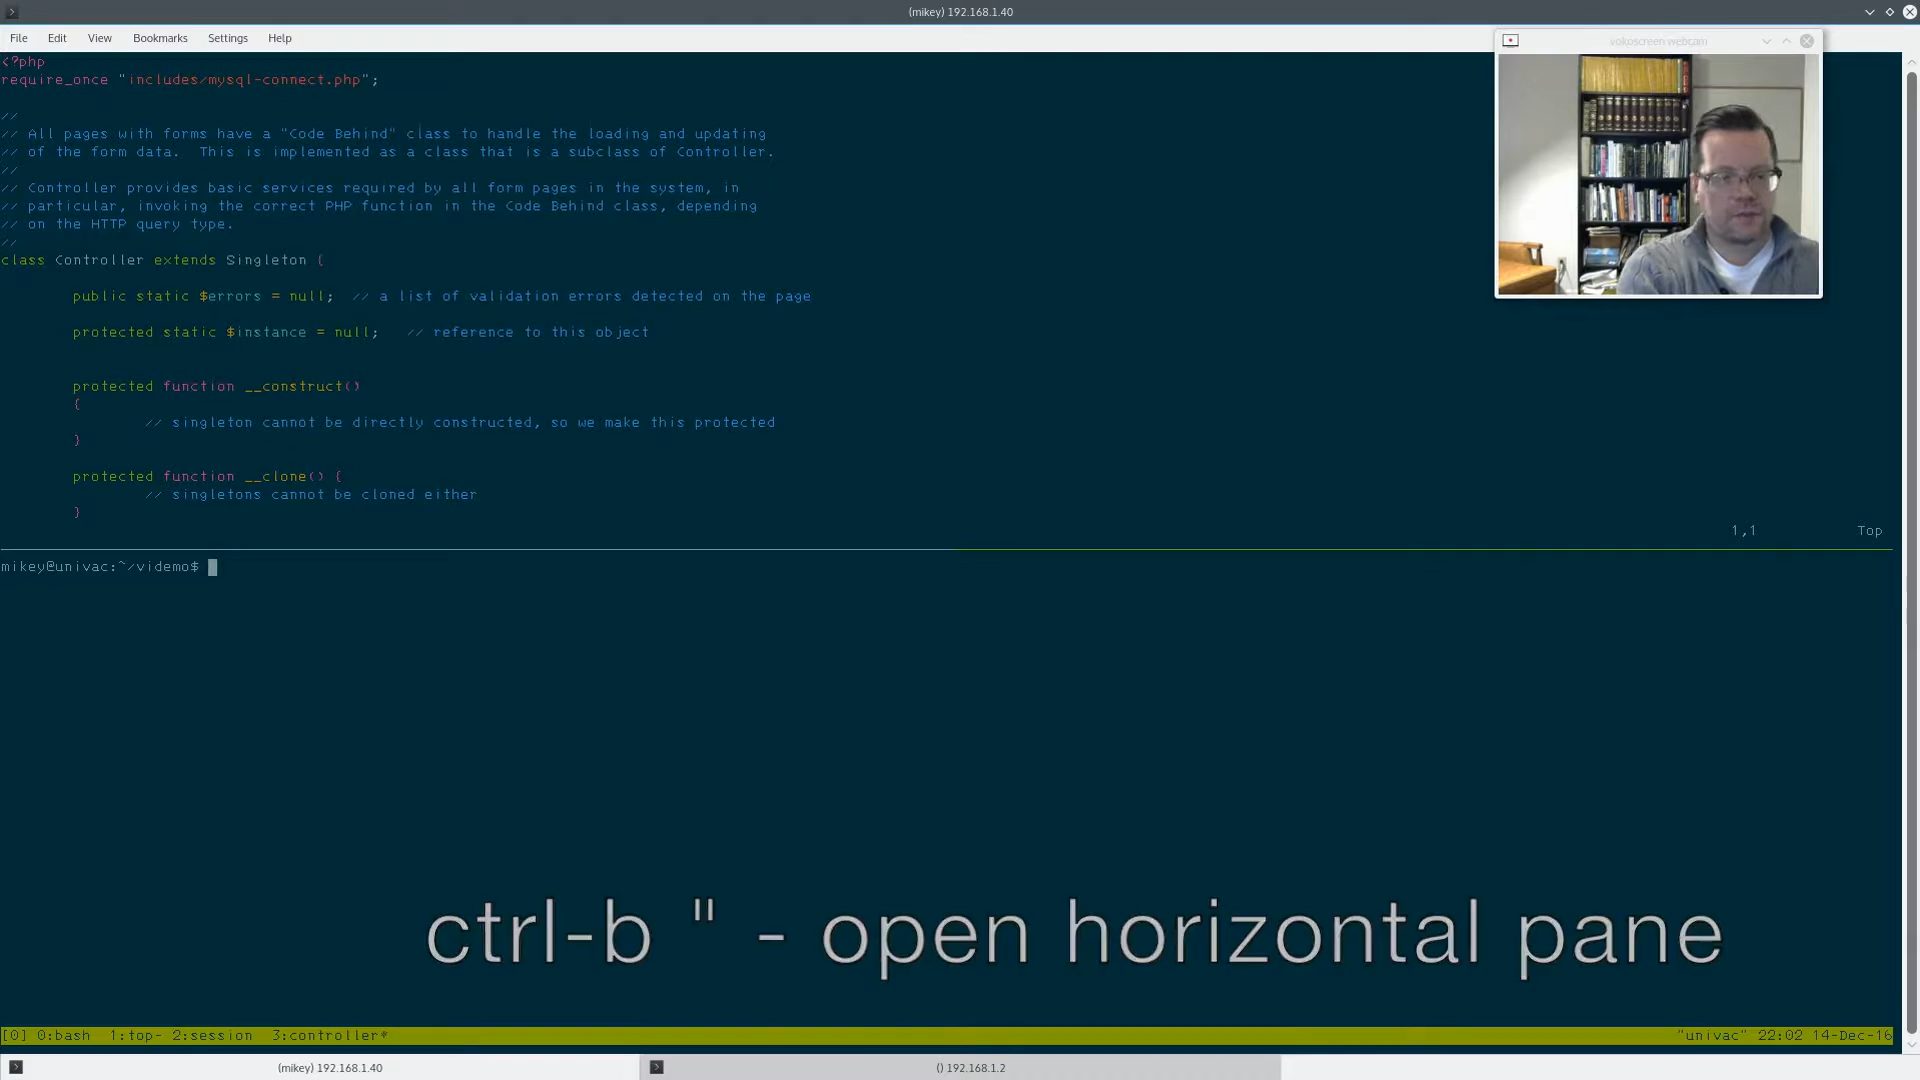 (mikey) 192.168.1.40
File Edit View Bookmarks Settings Help
vokoscreen webcam
<?php
require_once "includes/mysql-connect.php";
//
// All pages with forms have a "Code Behind" class to handle the loading and updating
// of the form data.  This is implemented as a class that is a subclass of Controller.
//
// Controller provides basic services required by all form pages in the system, in
// particular, invoking the correct PHP function in the Code Behind class, depending
// on the HTTP query type.
//
class Controller extends Singleton {
public static $errors = null;  // a list of validation errors detected on the page
protected static $instance = null;   // reference to this object
protected function __construct()
{
// singleton cannot be directly constructed, so we make this protected
}
protected function __clone() {
// singletons cannot be cloned either
}
1,1 Top
mikey@univac:~/videmo$
ctrl-b " - open horizontal pane
[0] 0:bash  1:top- 2:session  3:controller* "univac" 22:02 14-Dec-16
(mikey) 192.168.1.40 () 192.168.1.2